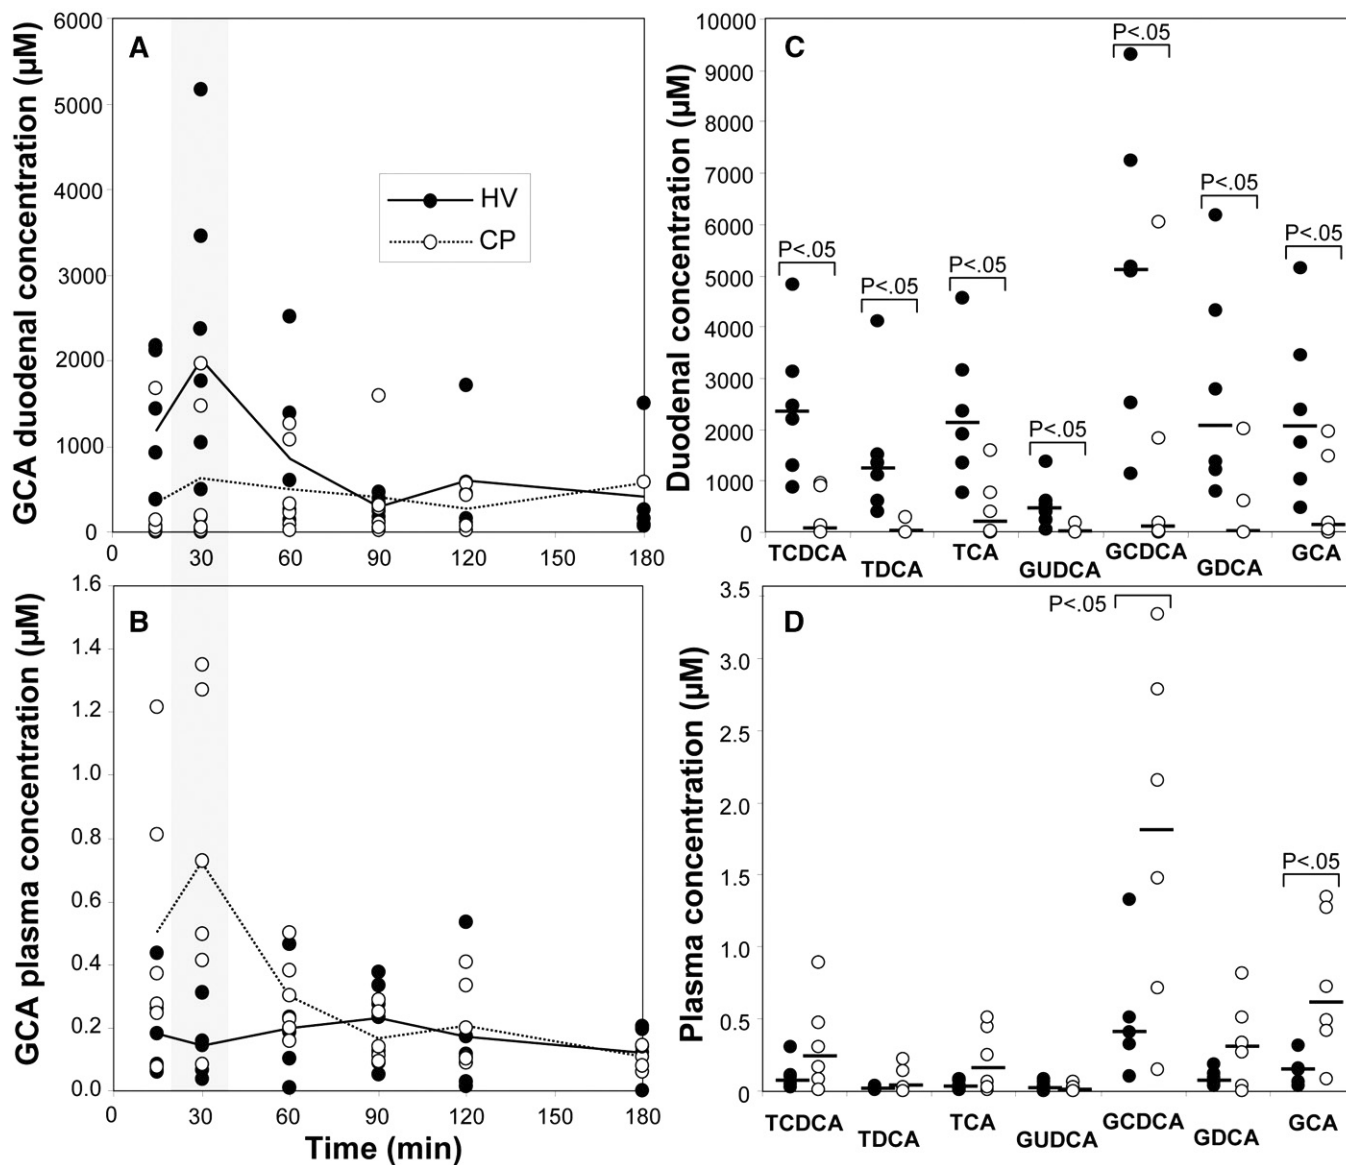 A
GCA duodenal concentration (µM)
6000
5000
4000
3000
2000
1000
0
HV
CP
0 30 60 90 120 150 180
C
Duodenal concentration (µM)
10000
9000
8000
7000
6000
5000
4000
3000
2000
1000
0
P<.05
P<.05
P<.05
P<.05
P<.05
P<.05
P<.05
TCDCA TDCA TCA GUDCA GCDCA GDCA GCA
B
GCA plasma concentration (µM)
1.6
1.4
1.2
1.0
0.8
0.6
0.4
0.2
0.0
0 30 60 90 120 150 180
Time (min)
D
Plasma concentration (µM)
3.5
3.0
2.5
2.0
1.5
1.0
0.5
0
P<.05
P<.05
TCDCA TDCA TCA GUDCA GCDCA GDCA GCA